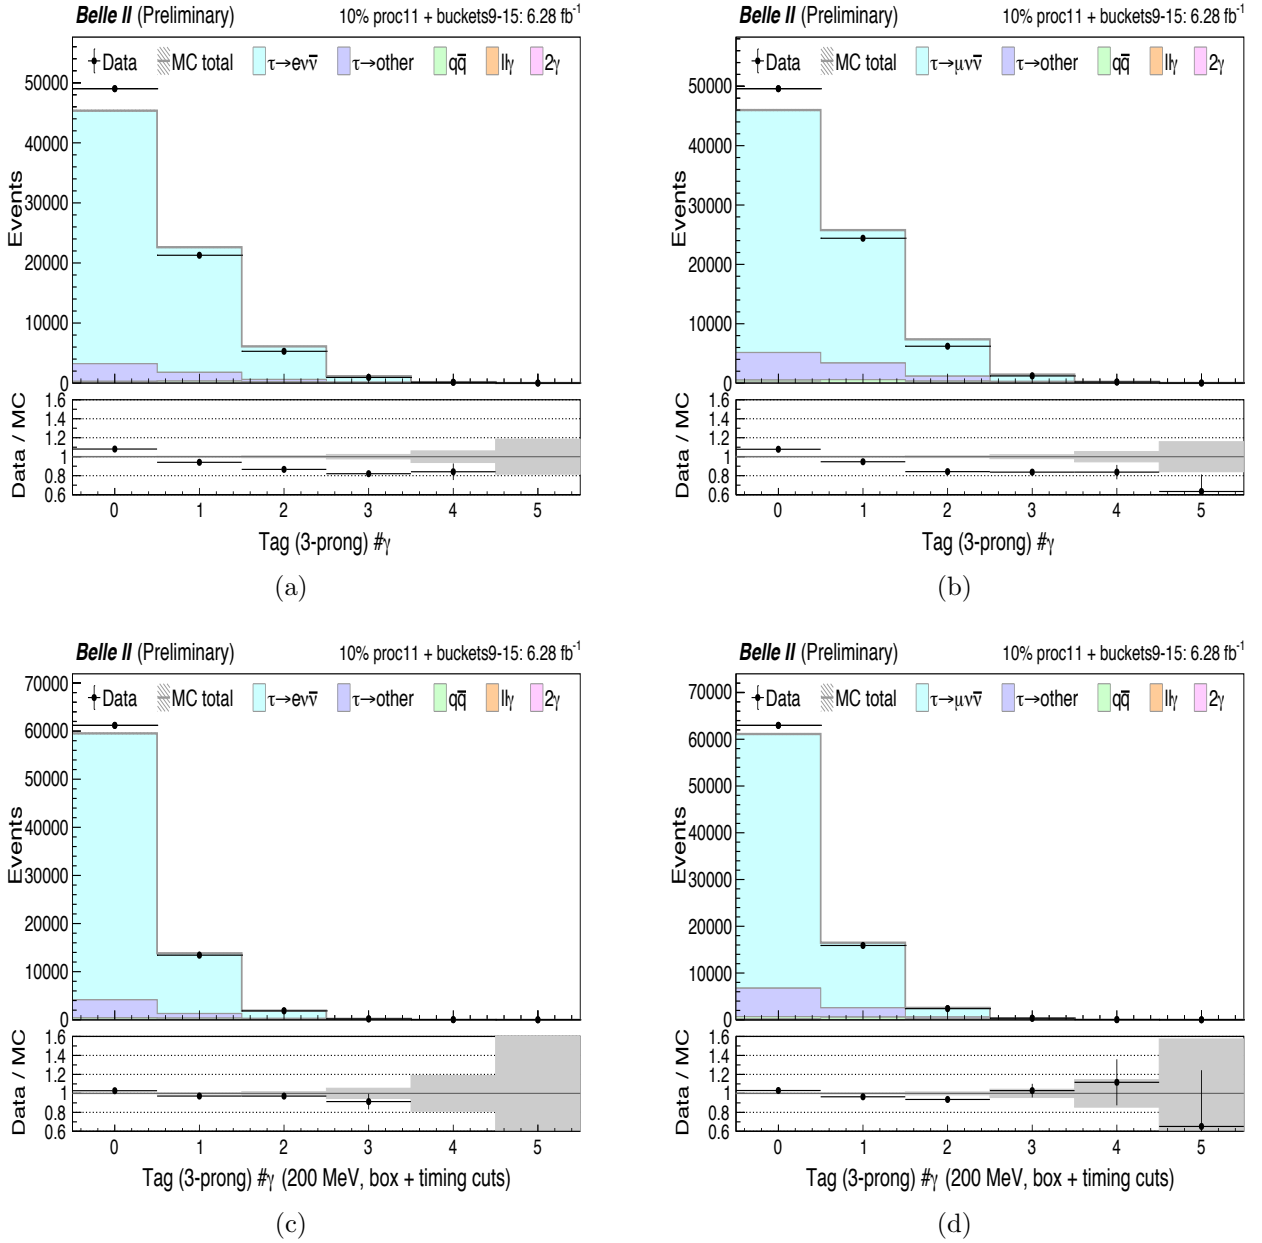 Belle II (Preliminary) 10% proc11 + buckets9-15: 6.28 fb⁻¹
Data MC total τ→eνν̅ τ→other qq̅ llγ 2γ
50000
40000
30000
20000
10000
0
Events
1.6
1.4
1.2
1
0.8
0.6
Data / MC
0 1 2 3 4 5
Tag (3-prong) #γ
(a)
Belle II (Preliminary) 10% proc11 + buckets9-15: 6.28 fb⁻¹
Data MC total τ→μνν̅ τ→other qq̅ llγ 2γ
50000
40000
30000
20000
10000
0
Events
1.6
1.4
1.2
1
0.8
0.6
Data / MC
0 1 2 3 4 5
Tag (3-prong) #γ
(b)
Belle II (Preliminary) 10% proc11 + buckets9-15: 6.28 fb⁻¹
Data MC total τ→eνν̅ τ→other qq̅ llγ 2γ
70000
60000
50000
40000
30000
20000
10000
0
Events
1.6
1.4
1.2
1
0.8
0.6
Data / MC
0 1 2 3 4 5
Tag (3-prong) #γ (200 MeV, box + timing cuts)
(c)
Belle II (Preliminary) 10% proc11 + buckets9-15: 6.28 fb⁻¹
Data MC total τ→μνν̅ τ→other qq̅ llγ 2γ
70000
60000
50000
40000
30000
20000
10000
0
Events
1.6
1.4
1.2
1
0.8
0.6
Data / MC
0 1 2 3 4 5
Tag (3-prong) #γ (200 MeV, box + timing cuts)
(d)